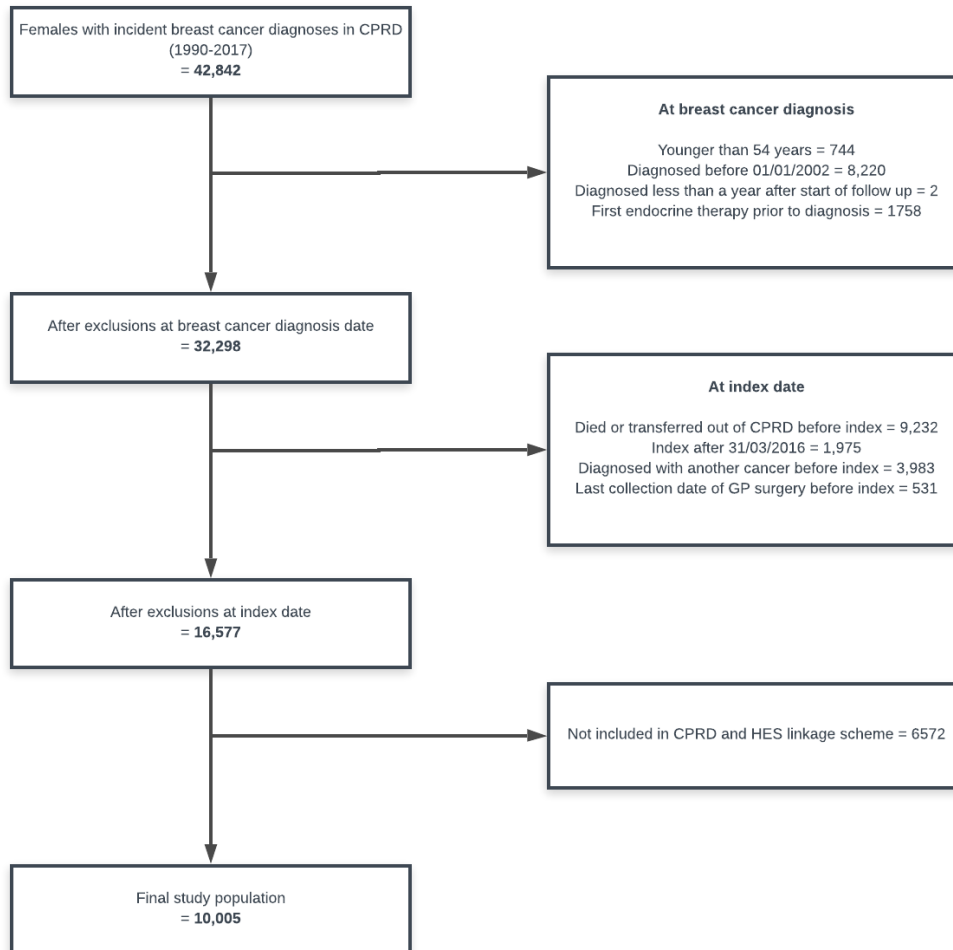 Females with incident breast cancer diagnoses in CPRD
(1990-2017)
= 42,842
At breast cancer diagnosis
Younger than 54 years = 744
Diagnosed before 01/01/2002 = 8,220
Diagnosed less than a year after start of follow up = 2
First endocrine therapy prior to diagnosis = 1758
After exclusions at breast cancer diagnosis date
= 32,298
At index date
Died or transferred out of CPRD before index = 9,232
Index after 31/03/2016 = 1,975
Diagnosed with another cancer before index = 3,983
Last collection date of GP surgery before index = 531
After exclusions at index date
= 16,577
Not included in CPRD and HES linkage scheme = 6572
Final study population
= 10,005